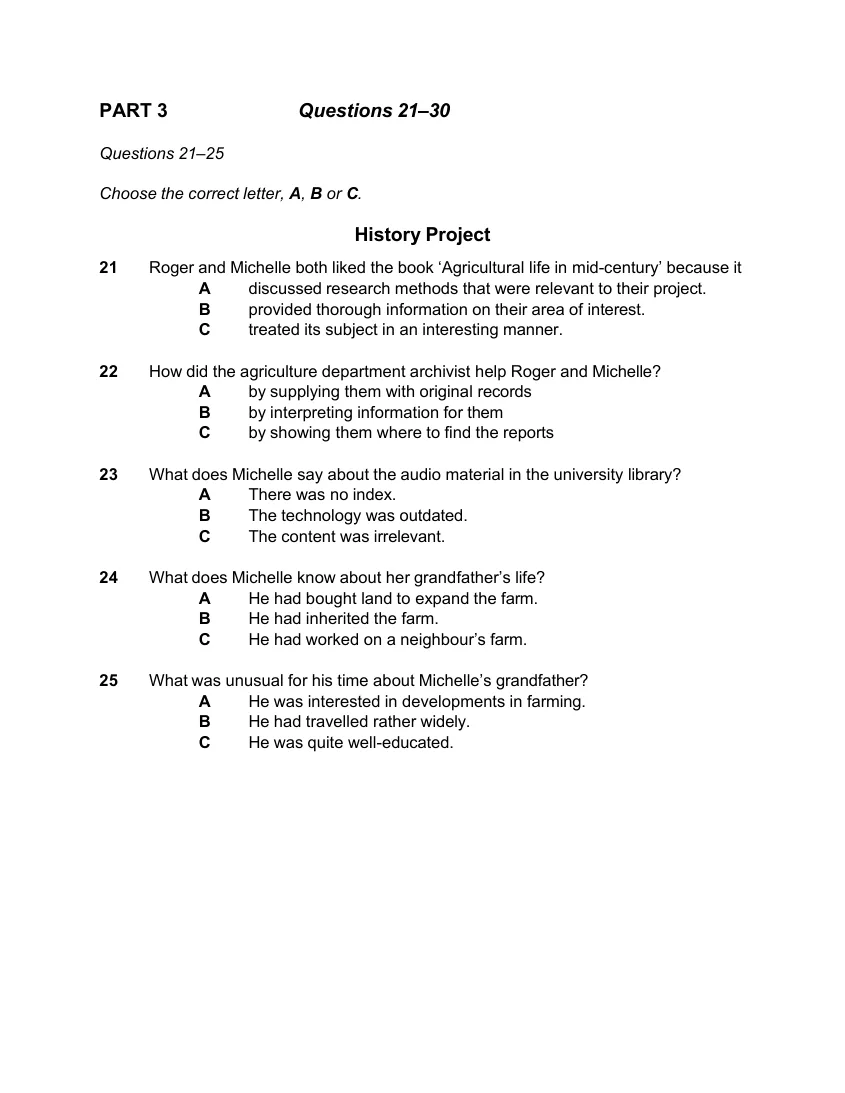 PART 3 Questions 21–30
Questions 21–25
Choose the correct letter, A, B or C.
History Project
21 Roger and Michelle both liked the book ‘Agricultural life in mid-century’ because it
A discussed research methods that were relevant to their project.
B provided thorough information on their area of interest.
C treated its subject in an interesting manner.
22 How did the agriculture department archivist help Roger and Michelle?
A by supplying them with original records
B by interpreting information for them
C by showing them where to find the reports
23 What does Michelle say about the audio material in the university library?
A There was no index.
B The technology was outdated.
C The content was irrelevant.
24 What does Michelle know about her grandfather’s life?
A He had bought land to expand the farm.
B He had inherited the farm.
C He had worked on a neighbour’s farm.
25 What was unusual for his time about Michelle’s grandfather?
A He was interested in developments in farming.
B He had travelled rather widely.
C He was quite well-educated.